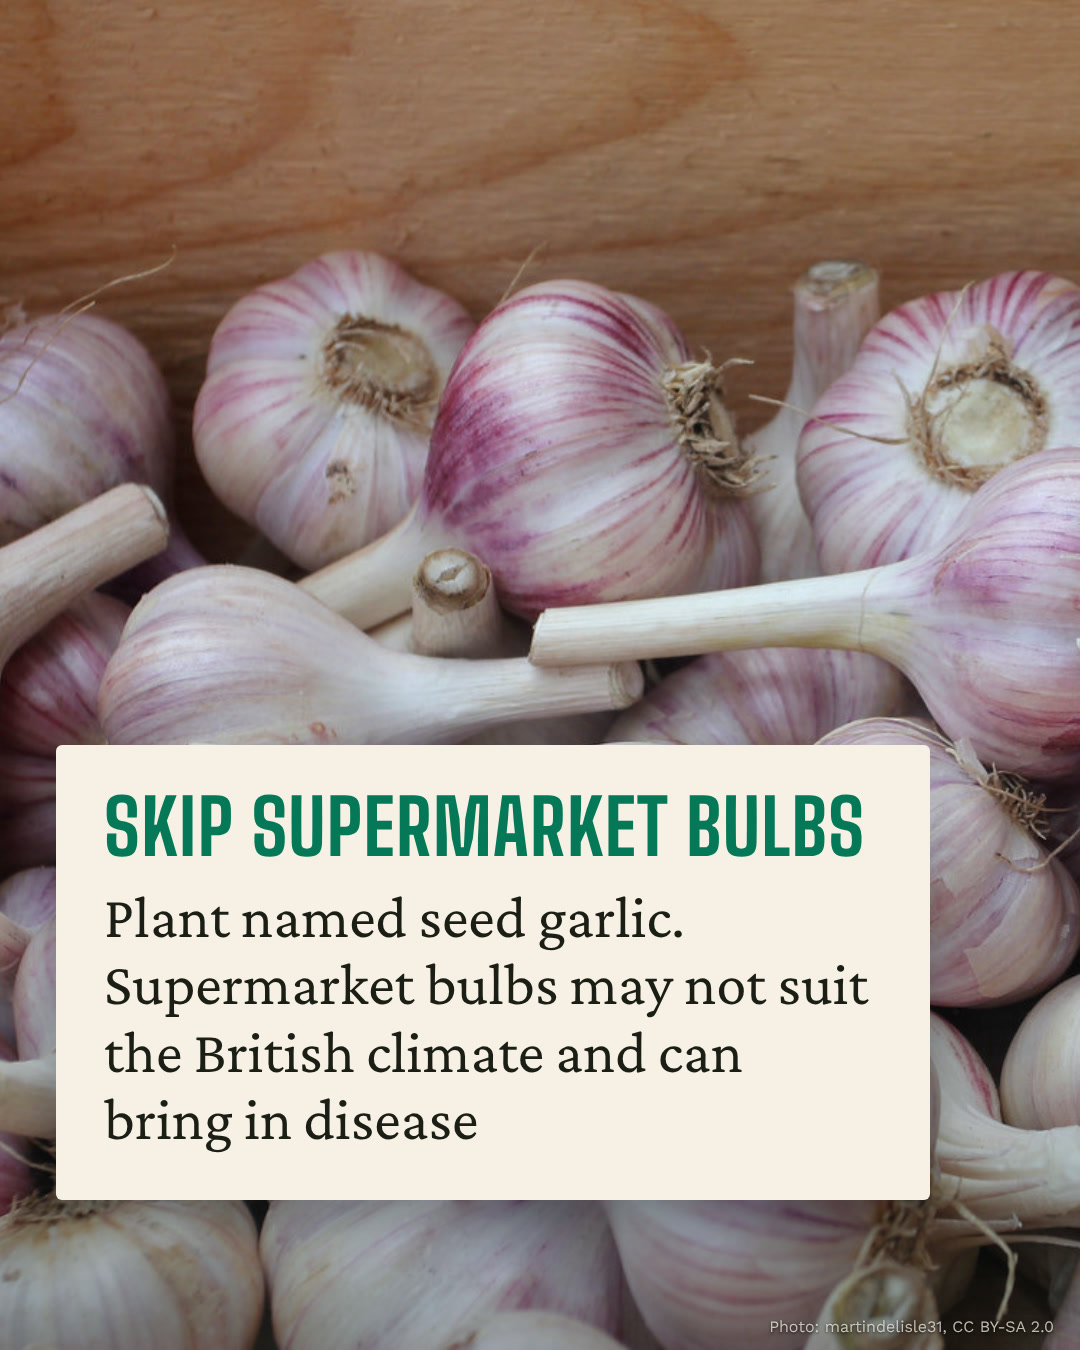 SKIP SUPERMARKET BULBS
Plant named seed garlic.
Supermarket bulbs may not suit
the British climate and can
bring in disease
Photo: martindelisle31, CC BY-SA 2.0